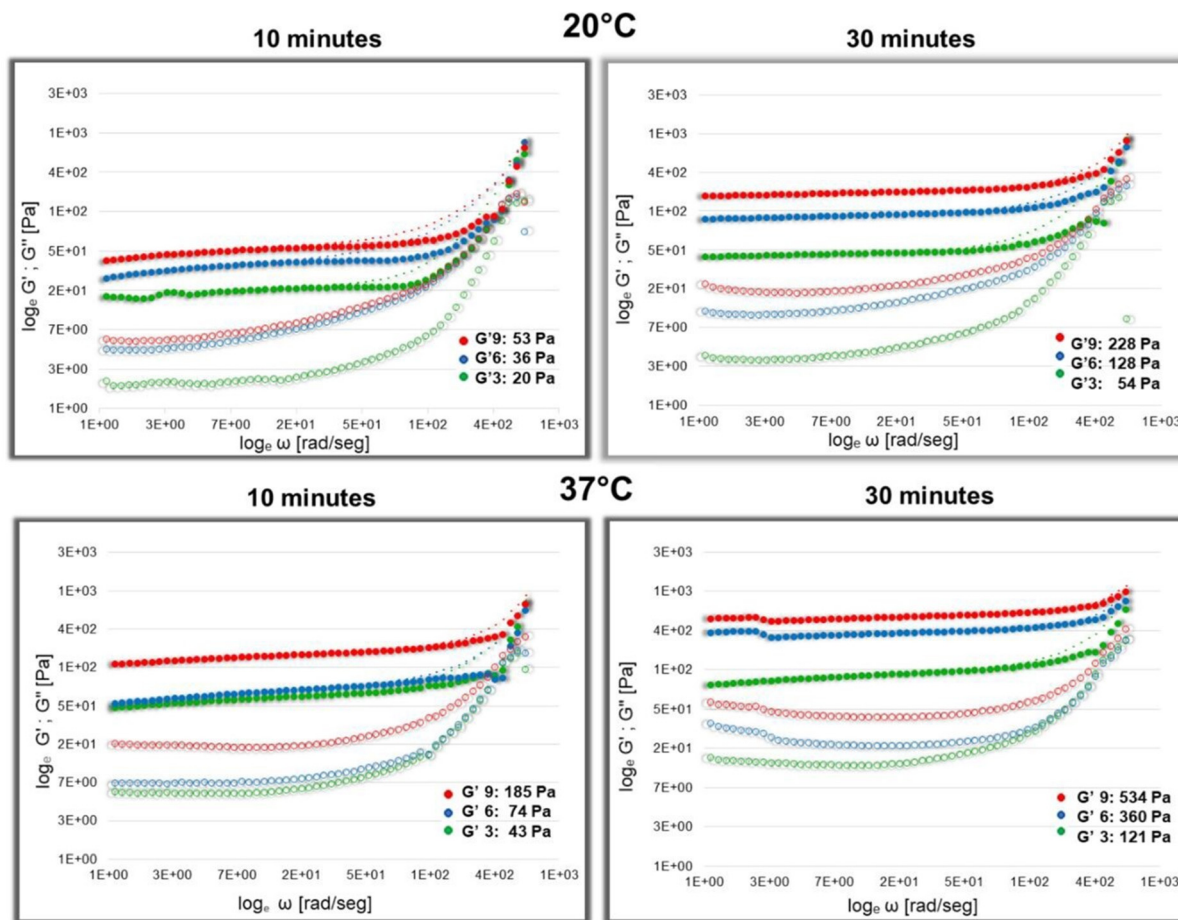 20°C
10 minutes
30 minutes
logₑ G' ; G'' [Pa]
3E+03
1E+03
4E+02
1E+02
5E+01
2E+01
7E+00
3E+00
1E+00
G'9: 53 Pa
G'6: 36 Pa
G'3: 20 Pa
1E+00 3E+00 7E+00 2E+01 5E+01 1E+02 4E+02 1E+03
logₑ ω [rad/seg]
logₑ G' ; G'' [Pa]
3E+03
1E+03
4E+02
1E+02
5E+01
2E+01
7E+00
3E+00
1E+00
G'9: 228 Pa
G'6: 128 Pa
G'3: 54 Pa
1E+00 3E+00 7E+00 2E+01 5E+01 1E+02 4E+02 1E+03
logₑ ω [rad/seg]
37°C
10 minutes
30 minutes
logₑ G' ; G'' [Pa]
3E+03
1E+03
4E+02
1E+02
5E+01
2E+01
7E+00
3E+00
1E+00
G' 9: 185 Pa
G' 6: 74 Pa
G' 3: 43 Pa
1E+00 3E+00 7E+00 2E+01 5E+01 1E+02 4E+02 1E+03
logₑ ω [rad/seg]
logₑ G' ; G'' [Pa]
3E+03
1E+03
4E+02
1E+02
5E+01
2E+01
7E+00
3E+00
1E+00
G' 9: 534 Pa
G' 6: 360 Pa
G' 3: 121 Pa
1E+00 3E+00 7E+00 2E+01 5E+01 1E+02 4E+02 1E+03
logₑ ω [rad/seg]